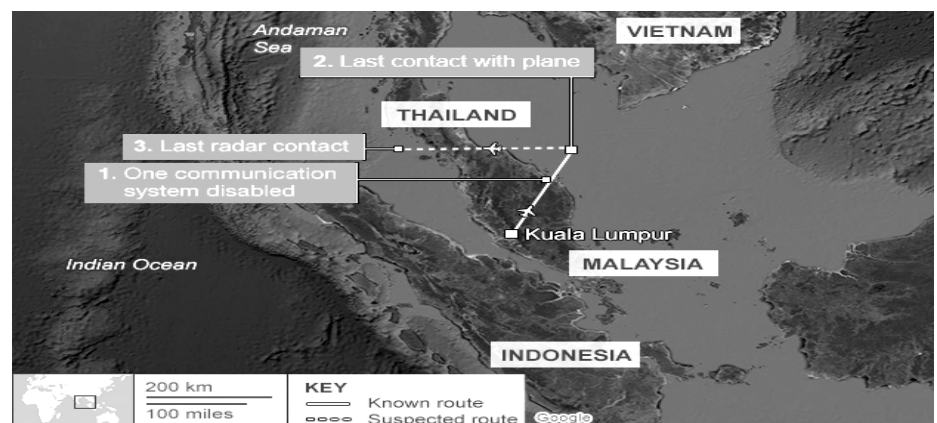 Andaman
Sea
VIETNAM
2. Last contact with plane
THAILAND
3. Last radar contact
1. One communication
system disabled
Kuala Lumpur
Indian Ocean
MALAYSIA
INDONESIA
200 km
100 miles
KEY
Known route
Suspected route
Google